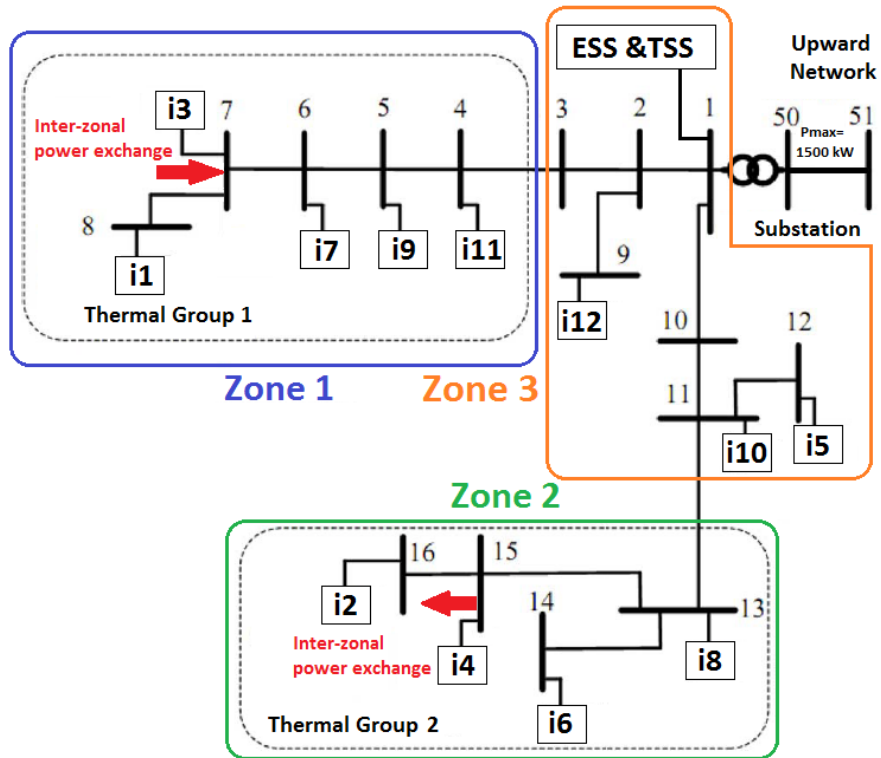 ESS &TSS
Upward
Network
50
51
Pmax=
1500 kW
Substation
1
2
3
4
5
6
7
i3
Inter-zonal
power exchange
8
i1
i7
i9
i11
Thermal Group 1
9
i12
10
12
11
i10
i5
Zone 1
Zone 3
Zone 2
16
15
14
13
i2
i4
i8
i6
Inter-zonal
power exchange
Thermal Group 2